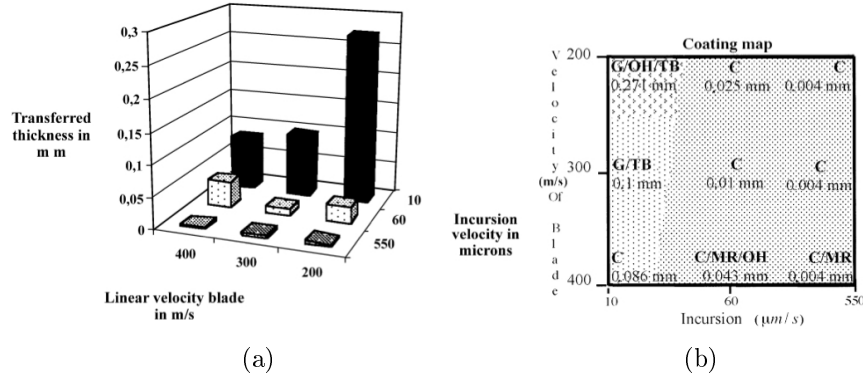 0,3
0,25
0,2
0,15
0,1
0,05
0
Transferred
thickness in
m m
400
300
200
10
60
550
Incursion
velocity in
microns
Linear velocity blade
in m/s
(a)
Coating map
Velocity
(m/s)
Of
Blade
200
300
400
G/OH/TB C C
0.271 mm 0.025 mm 0.004 mm
G/TB C C
0.1 mm 0.01 mm 0.004 mm
C C/MR/OH C/MR
0.086 mm 0.043 mm 0.004 mm
10 60 550
Incursion (μm/s)
(b)